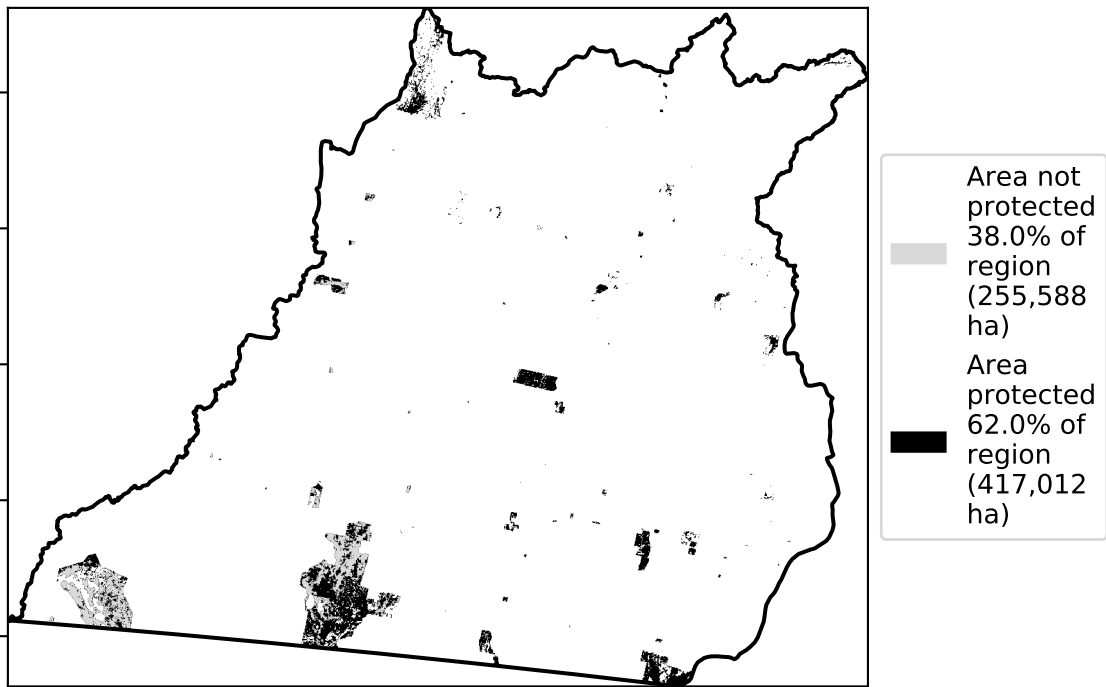 Area not
protected
38.0% of
region
(255,588
ha)
Area
protected
62.0% of
region
(417,012
ha)